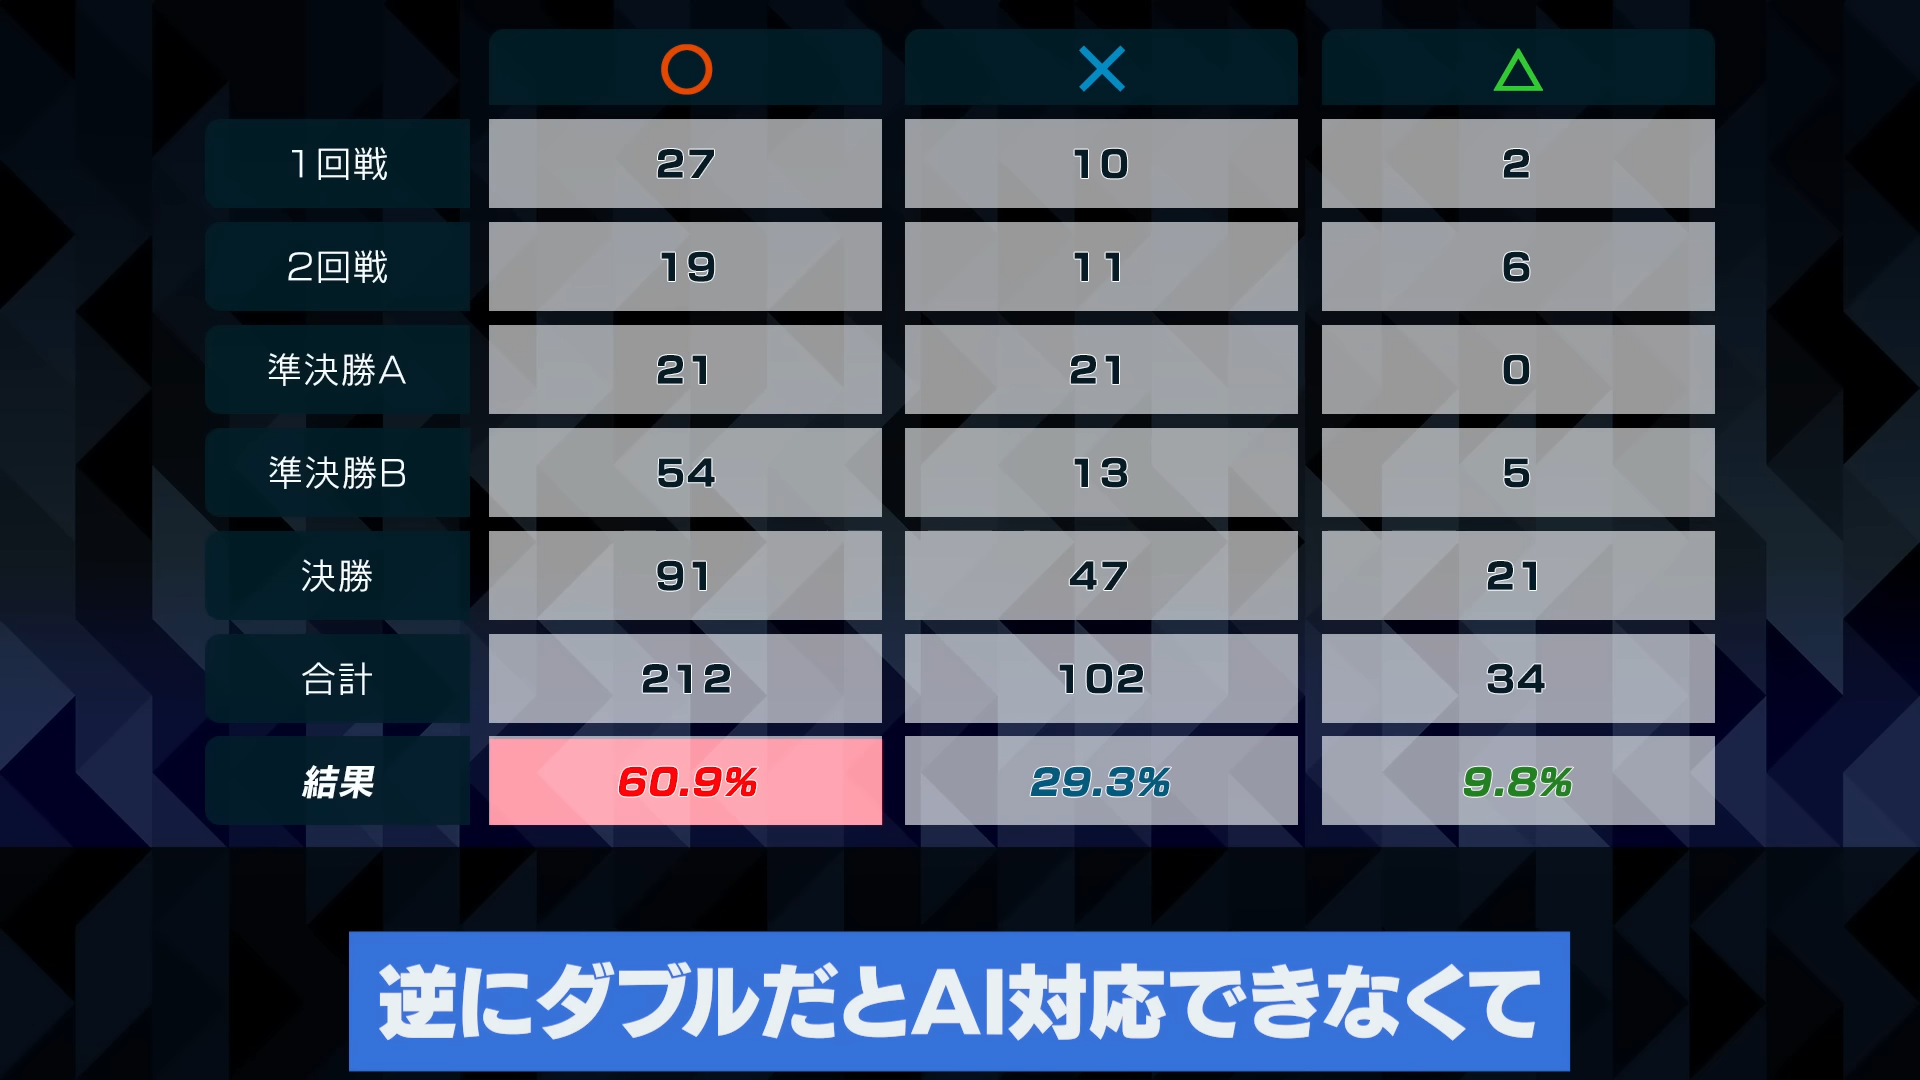 ○ × △
1回戦 27 10 2
2回戦 19 11 6
準決勝A 21 21 0
準決勝B 54 13 5
決勝 91 47 21
合計 212 102 34
結果 60.9% 29.3% 9.8%
逆にダブルだとAI対応できなくて